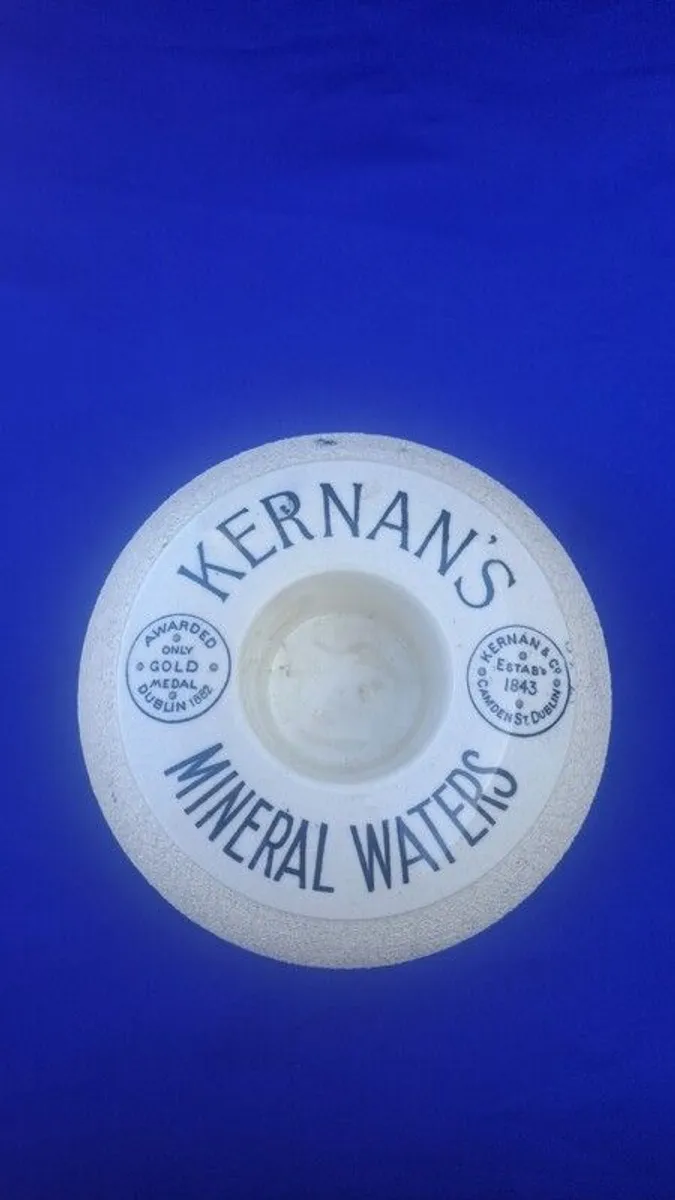 KERNAN'S
AWARDED
ONLY
GOLD
MEDAL
DUBLIN 1882
KERNAN & Co
ESTABD
1843
CAMDEN ST DUBLIN
MINERAL WATERS